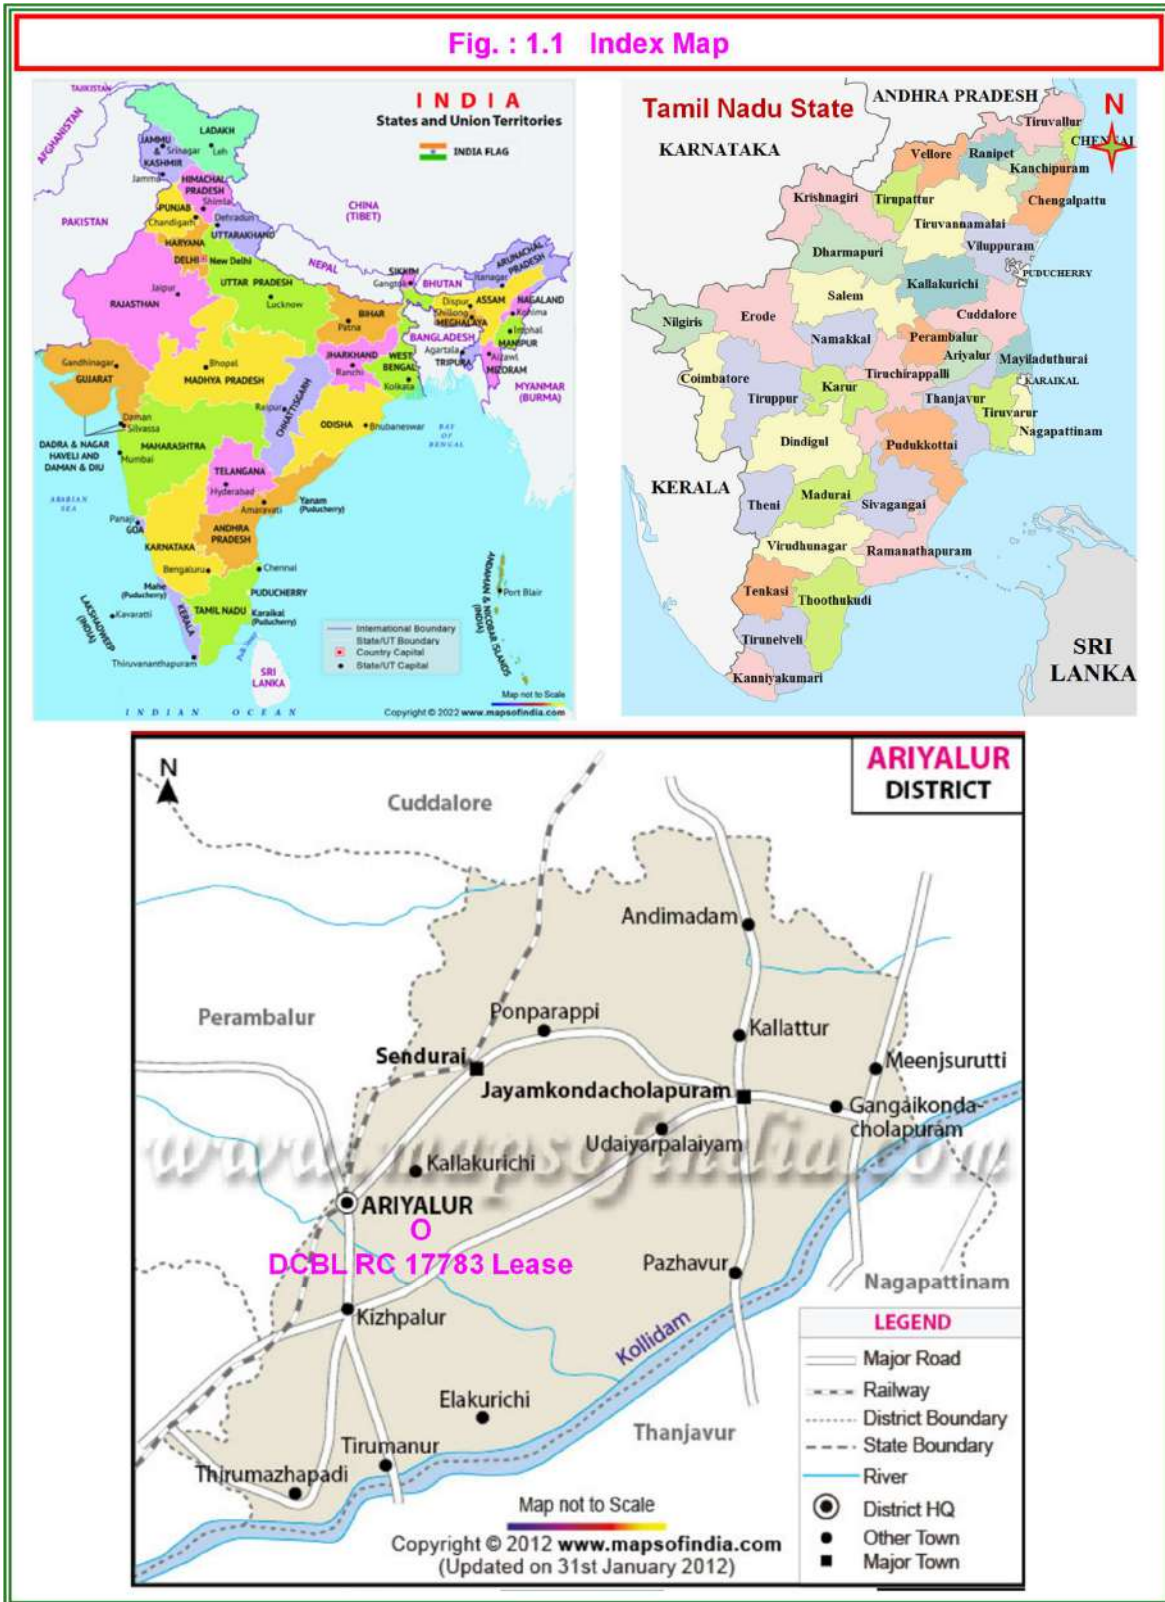 Fig. : 1.1 Index Map
INDIA
States and Union Territories
INDIA FLAG
TAJIKISTAN
AFGHANISTAN
LADAKH
Leh
JAMMU
&
Srinagar
KASHMIR
Jammu
HIMACHAL
PRADESH
Shimla
PUNJAB
Chandigarh
Dehradun
UTTARAKHAND
PAKISTAN
CHINA
(TIBET)
HARYANA
DELHI
New Delhi
NEPAL
SIKKIM
Gangtok
BHUTAN
ARUNACHAL
PRADESH
Itanagar
RAJASTHAN
Jaipur
UTTAR PRADESH
Lucknow
BIHAR
Patna
Dispur
ASSAM
Shillong
MEGHALAYA
NAGALAND
Kohima
Imphal
MANIPUR
BANGLADESH
Agartala
TRIPURA
Aizawl
MIZORAM
MYANMAR
(BURMA)
Gandhinagar
GUJARAT
Bhopal
MADHYA PRADESH
JHARKHAND
Ranchi
WEST
BENGAL
Kolkata
Daman
Silvassa
DADRA & NAGAR
HAVELI AND
DAMAN & DIU
Mumbai
MAHARASHTRA
Raipur
CHHATTISGARH
ODISHA
Bhubaneswar
BAY
OF
BENGAL
ARABIAN
SEA
TELANGANA
Hyderabad
Amaravati
Yanam
(Puducherry)
Panaji
GOA
ANDHRA
PRADESH
KARNATAKA
Bengaluru
Chennai
Mahe
(Puducherry)
PUDUCHERRY
TAMIL NADU
Karaikal
(Puducherry)
KERALA
Thiruvananthapuram
LAKSHADWEEP
(INDIA)
Kavaratti
ANDAMAN & NICOBAR ISLANDS
(INDIA)
Port Blair
SRI
LANKA
INDIAN OCEAN
International Boundary
State/UT Boundary
Country Capital
State/UT Capital
Map not to Scale
Copyright © 2022 www.mapsofindia.com
Tamil Nadu State
ANDHRA PRADESH
N
KARNATAKA
Tiruvallur
CHENNAI
Vellore
Ranipet
Kanchipuram
Krishnagiri
Tirupattur
Chengalpattu
Tiruvannamalai
Dharmapuri
Viluppuram
PUDUCHERRY
Kallakurichi
Salem
Cuddalore
Nilgiris
Erode
Namakkal
Perambalur
Ariyalur
Mayiladuthurai
Coimbatore
Tiruppur
Karur
Tiruchirappalli
KARAIKAL
Thanjavur
Tiruvarur
Nagapattinam
Dindigul
Pudukkottai
KERALA
Theni
Madurai
Sivagangai
Virudhunagar
Ramanathapuram
Tenkasi
Thoothukudi
Tirunelveli
Kanniyakumari
SRI
LANKA
ARIYALUR
DISTRICT
N
Cuddalore
Andimadam
Perambalur
Ponparappi
Kallattur
Sendurai
Meenjsurutti
Jayamkondacholapuram
Gangaikonda-
cholapuram
Udaiyarpalaiyam
www.mapsofindia.com
Kallakurichi
ARIYALUR
O
DCBL RC 17783 Lease
Pazhavur
Nagapattinam
Kizhpalur
Kollidam
Elakurichi
Thanjavur
Tirumanur
Thirumazhapadi
LEGEND
Major Road
Railway
District Boundary
State Boundary
River
District HQ
Other Town
Major Town
Map not to Scale
Copyright © 2012 www.mapsofindia.com
(Updated on 31st January 2012)